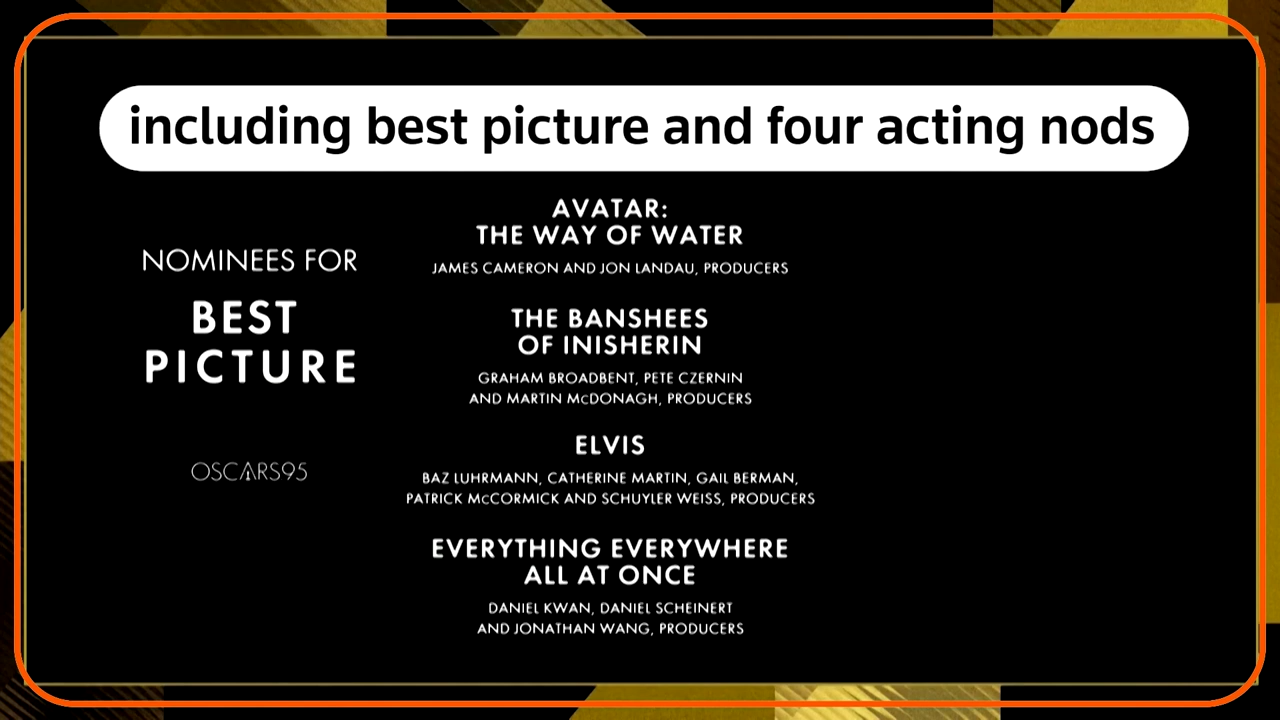 including best picture and four acting nods
NOMINEES FOR
BEST
PICTURE
OSCARS95
AVATAR:
THE WAY OF WATER
JAMES CAMERON AND JON LANDAU, PRODUCERS
THE BANSHEES
OF INISHERIN
GRAHAM BROADBENT, PETE CZERNIN
AND MARTIN McDONAGH, PRODUCERS
ELVIS
BAZ LUHRMANN, CATHERINE MARTIN, GAIL BERMAN,
PATRICK McCORMICK AND SCHUYLER WEISS, PRODUCERS
EVERYTHING EVERYWHERE
ALL AT ONCE
DANIEL KWAN, DANIEL SCHEINERT
AND JONATHAN WANG, PRODUCERS